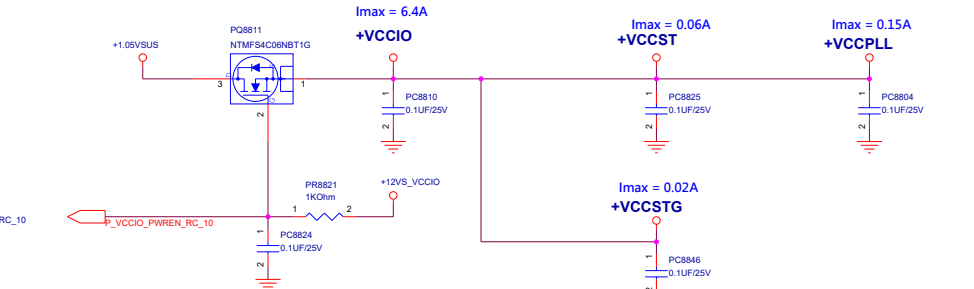 Imax = 6.4A
+VCCIO
Imax = 0.06A
+VCCST
Imax = 0.15A
+VCCPLL
PQ8811
NTMFS4C06NBT1G
+1.05VSUS
3
1
2
1
PC8810
0.1UF/25V
2
1
PC8825
0.1UF/25V
2
1
PC8804
0.1UF/25V
2
PR8821
1KOhm
1
2
+12VS_VCCIO
RC_10
P_VCCIO_PWREN_RC_10
1
PC8824
0.1UF/25V
2
Imax = 0.02A
+VCCSTG
1
PC8846
0.1UF/25V
2